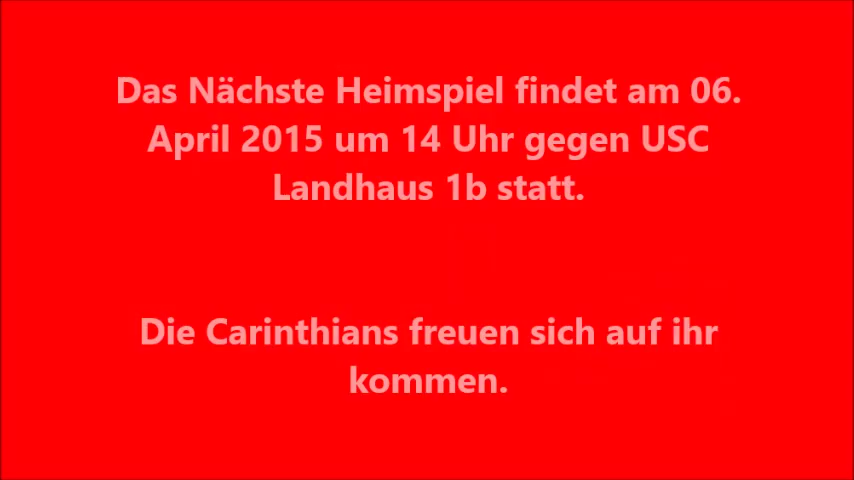 Das Nächste Heimspiel findet am 06.
April 2015 um 14 Uhr gegen USC
Landhaus 1b statt.
Die Carinthians freuen sich auf ihr
kommen.